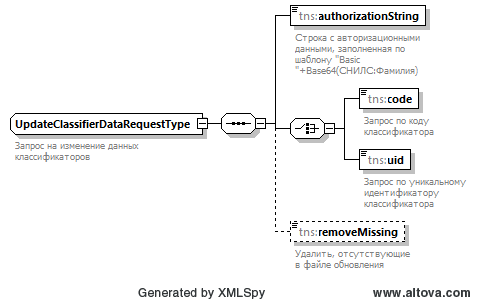 tns:authorizationString
Строка с авторизационными
данными, заполненная по
шаблону "Basic
"+Base64(СНИЛС:Фамилия)
UpdateClassifierDataRequestType
Запрос на изменение данных
классификаторов
tns:code
Запрос по коду
классификатора
tns:uid
Запрос по уникальному
идентификатору
классификатора
tns:removeMissing
Удалить, отсутствующие
в файле обновления
Generated by XMLSpy
www.altova.com